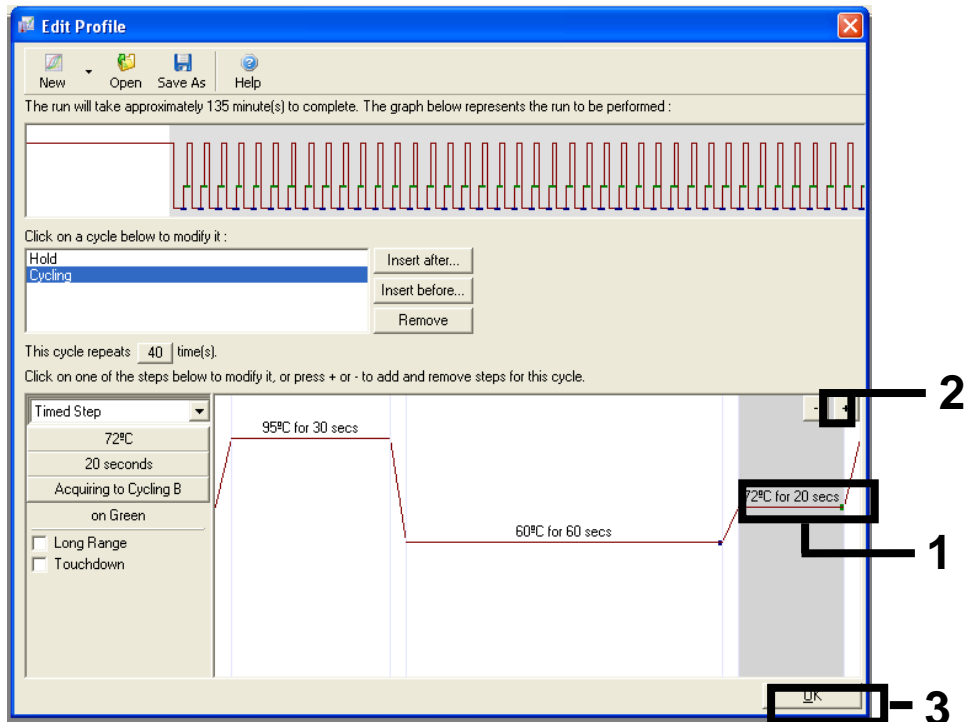 Edit Profile
New Open Save As Help
The run will take approximately 135 minute(s) to complete. The graph below represents the run to be performed :
Click on a cycle below to modify it :
Hold
Cycling
Insert after...
Insert before...
Remove
This cycle repeats 40 time(s).
Click on one of the steps below to modify it, or press + or - to add and remove steps for this cycle.
Timed Step
72ºC
20 seconds
Acquiring to Cycling B
on Green
Long Range
Touchdown
95ºC for 30 secs
60ºC for 60 secs
72ºC for 20 secs
- +
2
1
OK
3